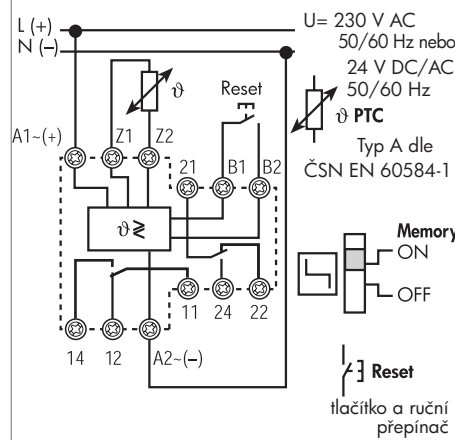 L (+)
N (–)
U= 230 V AC
50/60 Hz nebo
24 V DC/AC
50/60 Hz
ϑ
Reset
ϑ PTC
Typ A dle
ČSN EN 60584-1
A1~(+)
Z1
Z2
21
B1
B2
ϑ≷
Memory
ON
OFF
11
24
22
14
12
A2~(–)
Reset
tlačítko a ruční
přepínač